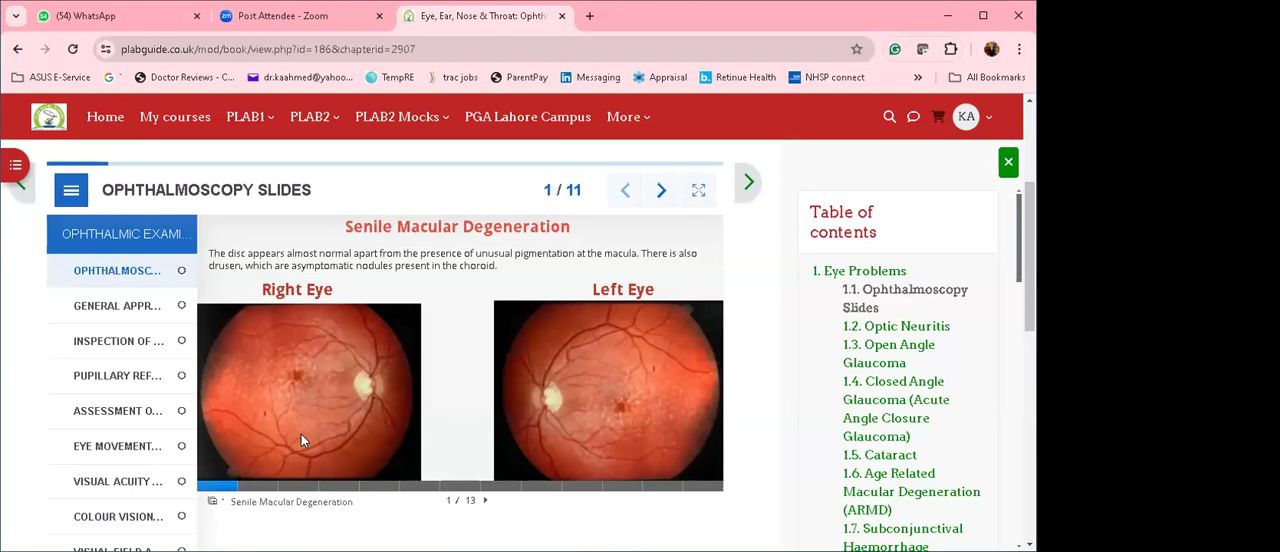 (54) WhatsApp
Post Attendee - Zoom
Eye, Ear, Nose & Throat: Ophth
plabguide.co.uk/mod/book/view.php?id=186&chapterid=2907
ASUS E-Service
Doctor Reviews - C...
dr.kaahmed@yahoo...
TempRE
trac jobs
ParentPay
Messaging
Appraisal
Retinue Health
NHSP connect
All Bookmarks
Home
My courses
PLAB1
PLAB2
PLAB2 Mocks
PGA Lahore Campus
More
KA
OPHTHALMOSCOPY SLIDES
1 / 11
OPHTHALMIC EXAMI...
OPHTHALMOSC...
GENERAL APPR...
INSPECTION OF ...
PUPILLARY REF...
ASSESSMENT O...
EYE MOVEMENT...
VISUAL ACUITY ...
COLOUR VISION...
VISUAL FIELD A...
Senile Macular Degeneration
The disc appears almost normal apart from the presence of unusual pigmentation at the macula. There is also
drusen, which are asymptomatic nodules present in the choroid.
Right Eye
Left Eye
Senile Macular Degeneration
1 / 13
Table of
contents
1. Eye Problems
1.1. Ophthalmoscopy
Slides
1.2. Optic Neuritis
1.3. Open Angle
Glaucoma
1.4. Closed Angle
Glaucoma (Acute
Angle Closure
Glaucoma)
1.5. Cataract
1.6. Age Related
Macular Degeneration
(ARMD)
1.7. Subconjunctival
Haemorrhage